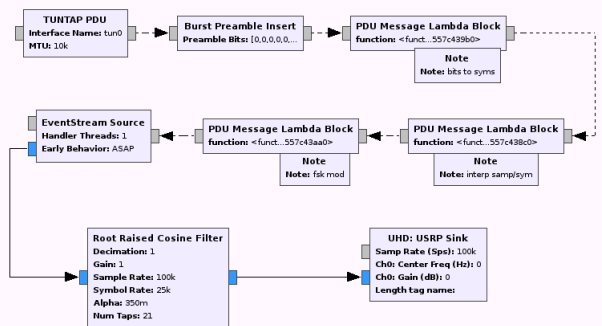 TUNTAP PDU
Interface Name: tun0
MTU: 10k
Burst Preamble Insert
Preamble Bits: [0,0,0,0,...
PDU Message Lambda Block
function: <funct...557c439b0>
Note
Note: bits to syms
EventStream Source
Handler Threads: 1
Early Behavior: ASAP
PDU Message Lambda Block
function: <funct...557c43aa0>
Note
Note: fsk mod
PDU Message Lambda Block
function: <funct...557c438c0>
Note
Note: interp samp/sym
Root Raised Cosine Filter
Decimation: 1
Gain: 1
Sample Rate: 100k
Symbol Rate: 25k
Alpha: 350m
Num Taps: 21
UHD: USRP Sink
Samp Rate (Sps): 100k
Ch0: Center Freq (Hz): 0
Ch0: Gain (dB): 0
Length tag name: